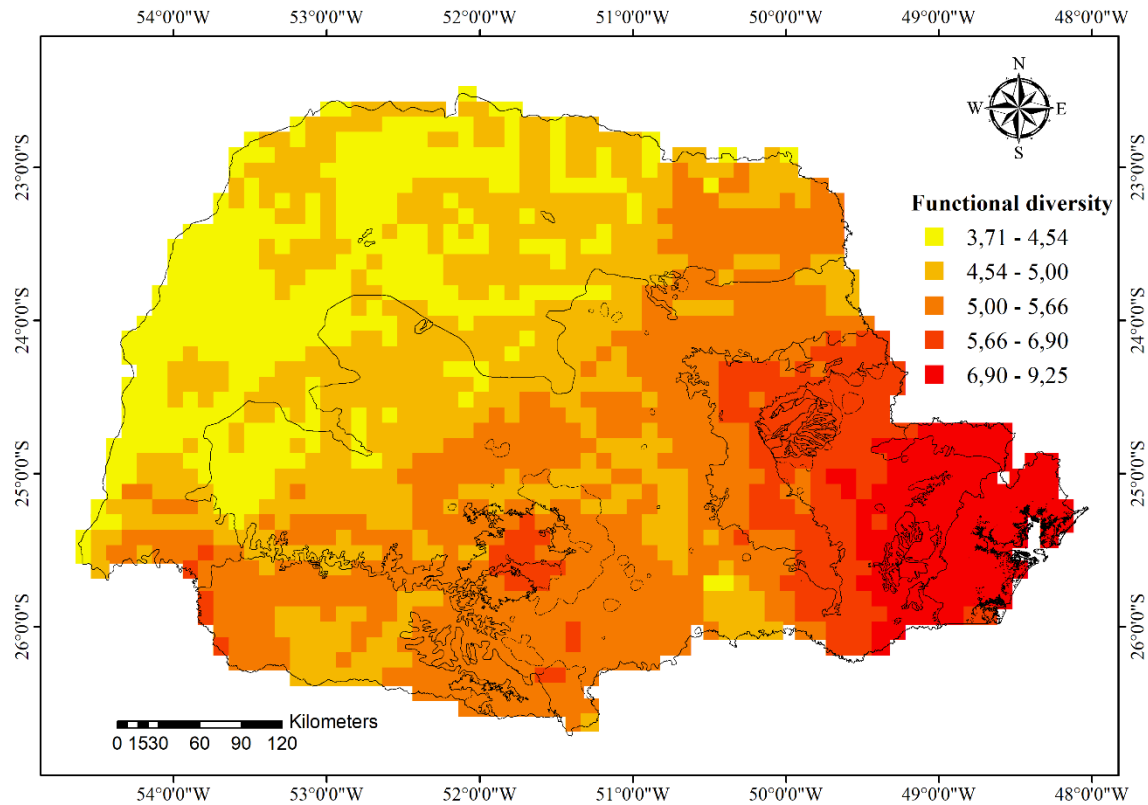 54°0'0"W 53°0'0"W 52°0'0"W 51°0'0"W 50°0'0"W 49°0'0"W 48°0'0"W
N
W E
S
23°0'0"S 23°0'0"S
Functional diversity
3,71 - 4,54
4,54 - 5,00
5,00 - 5,66
5,66 - 6,90
6,90 - 9,25
24°0'0"S 24°0'0"S
25°0'0"S 25°0'0"S
26°0'0"S 26°0'0"S
Kilometers
0 1530 60 90 120
54°0'0"W 53°0'0"W 52°0'0"W 51°0'0"W 50°0'0"W 49°0'0"W 48°0'0"W